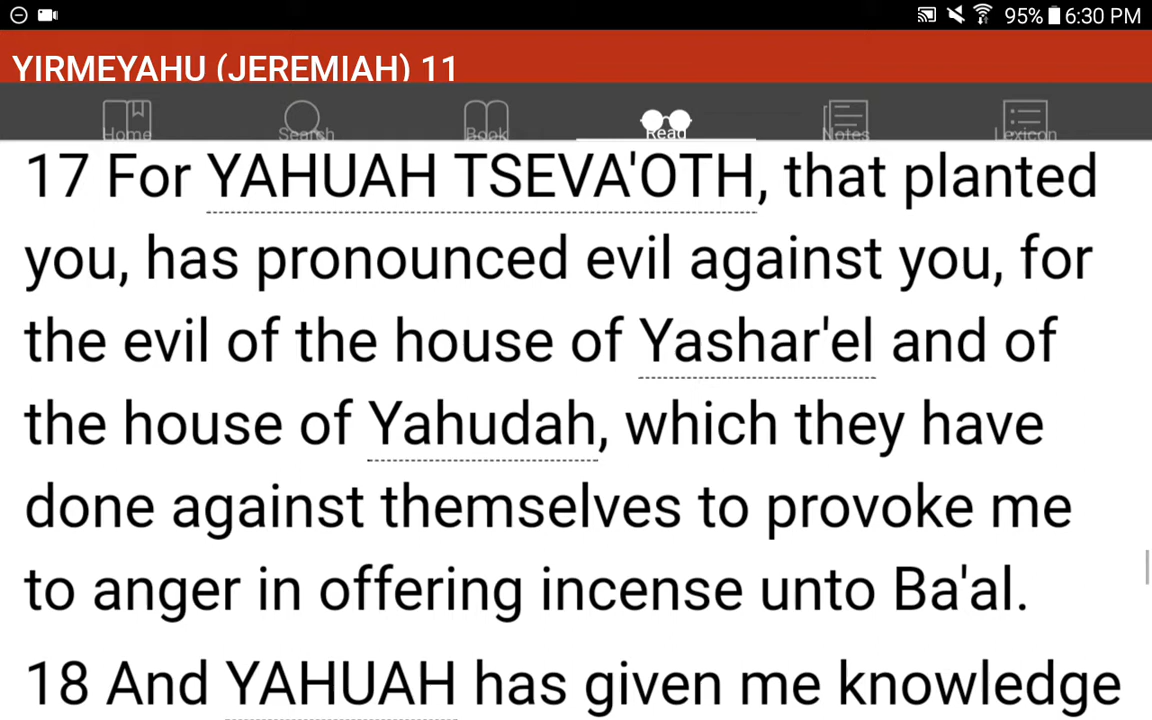 95% 6:30 PM
YIRMEYAHU (JEREMIAH) 11
Home Search Book Read Notes Lexicon
17 For YAHUAH TSEVA'OTH, that planted
you, has pronounced evil against you, for
the evil of the house of Yashar'el and of
the house of Yahudah, which they have
done against themselves to provoke me
to anger in offering incense unto Ba'al.
18 And YAHUAH has given me knowledge